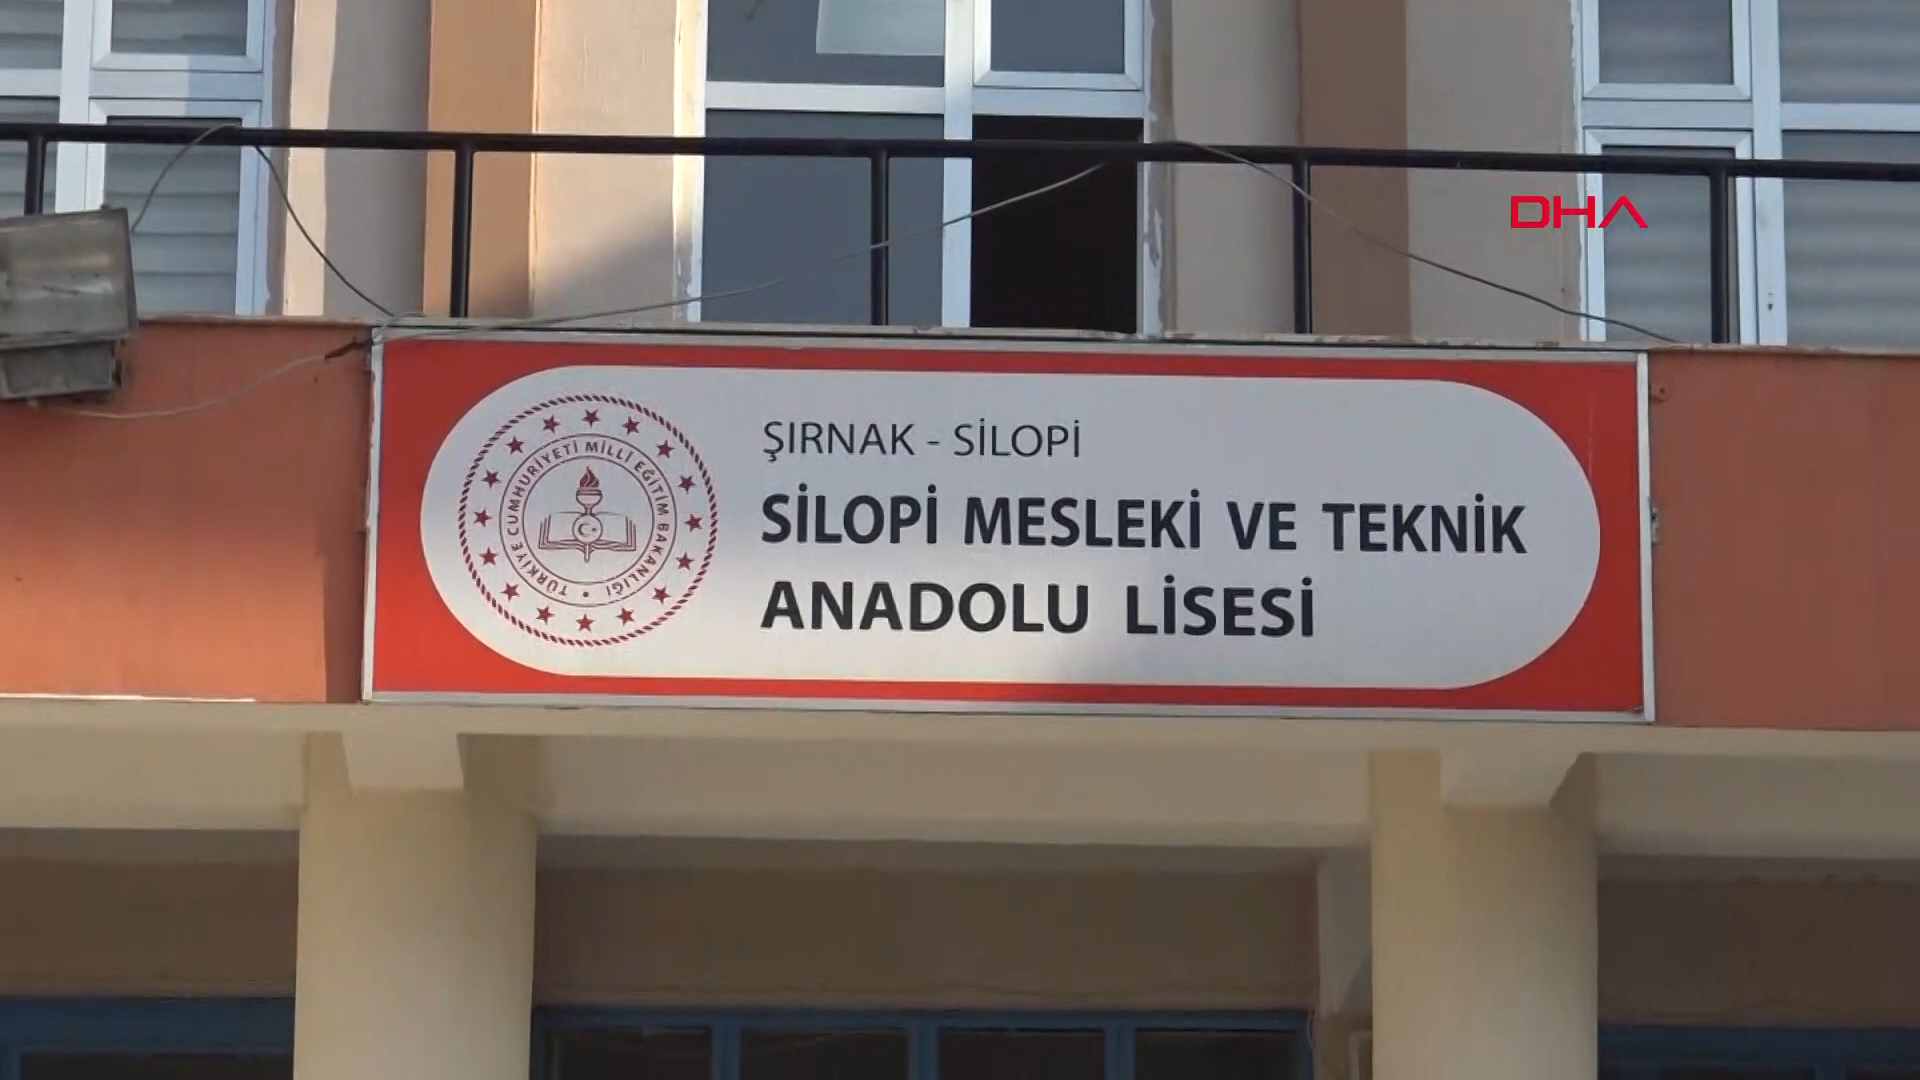 DHA
ŞIRNAK - SİLOPİ
SİLOPİ MESLEKİ VE TEKNİK
ANADOLU LİSESİ
TÜRKİYE CUMHURİYETİ MİLLİ EĞİTİM BAKANLIĞI